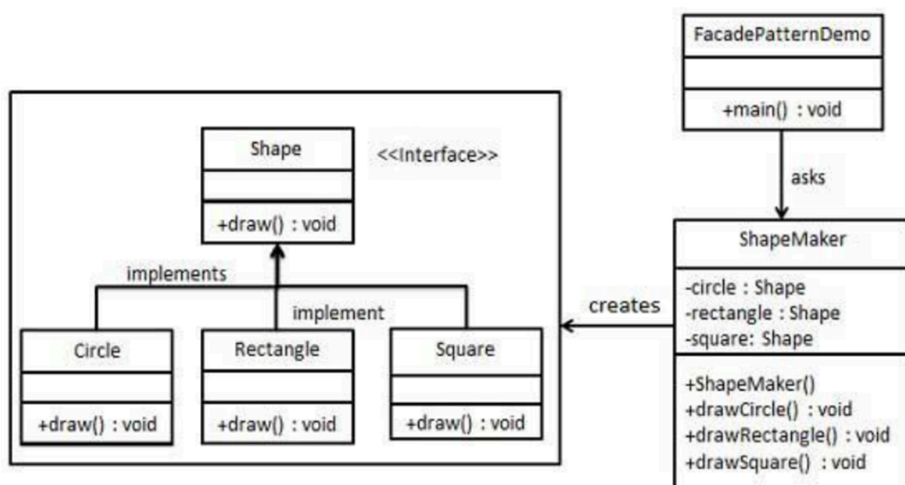 FacadePatternDemo
+main() : void
asks
Shape
<<Interface>>
+draw() : void
implements
implement
Circle
+draw() : void
Rectangle
+draw() : void
Square
+draw() : void
creates
ShapeMaker
-circle : Shape
-rectangle : Shape
-square: Shape
+ShapeMaker()
+drawCircle() : void
+drawRectangle() : void
+drawSquare() : void